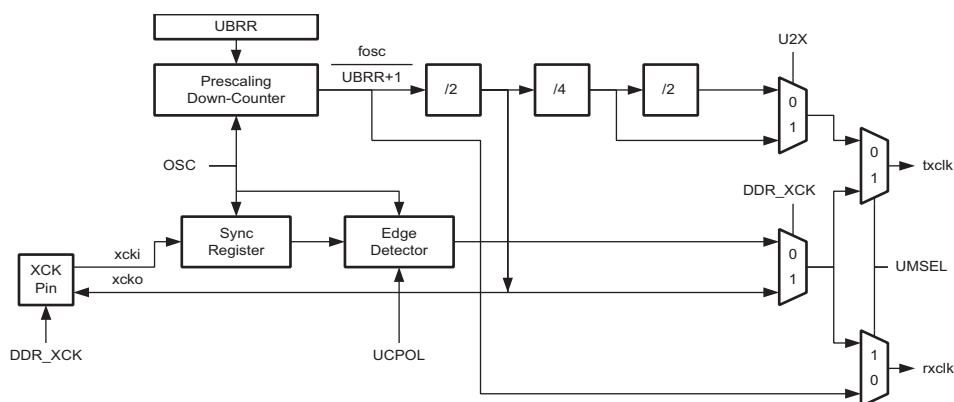 UBRR
fosc
UBRR+1
U2X
Prescaling
Down-Counter
/2
/4
/2
0
1
OSC
0
1
txclk
DDR_XCK
Sync
Register
Edge
Detector
xcki
0
1
UMSEL
XCK
Pin
xcko
DDR_XCK
UCPOL
1
0
rxclk